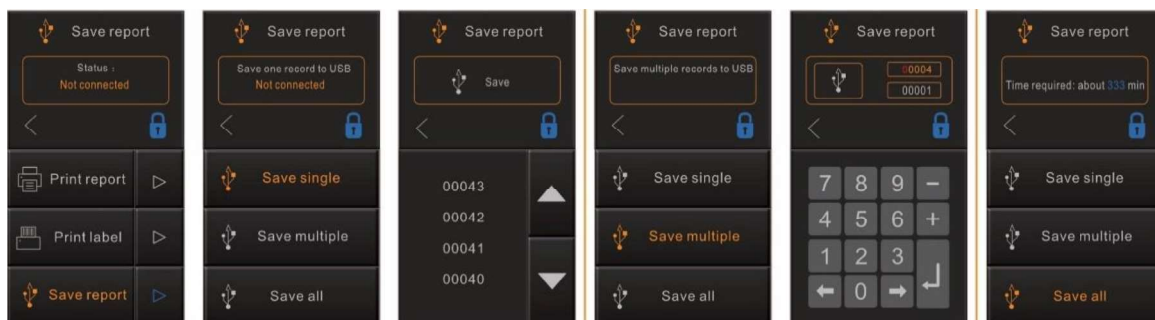 Save report
Status :
Not connected
Print report
Print label
Save report
Save report
Save one record to USB
Not connected
Save single
Save multiple
Save all
Save report
Save
00043
00042
00041
00040
Save report
Save multiple records to USB
Save single
Save multiple
Save all
Save report
00004
00001
7 8 9 −
4 5 6 +
1 2 3
0
Save report
Time required: about 333 min
Save single
Save multiple
Save all